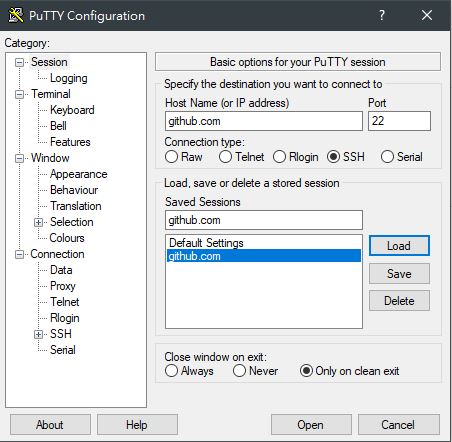 PuTTY Configuration
Category:
Session
Logging
Terminal
Keyboard
Bell
Features
Window
Appearance
Behaviour
Translation
Selection
Colours
Connection
Data
Proxy
Telnet
Rlogin
SSH
Serial
Basic options for your PuTTY session
Specify the destination you want to connect to
Host Name (or IP address) Port
github.com 22
Connection type:
Raw Telnet Rlogin SSH Serial
Load, save or delete a stored session
Saved Sessions
github.com
Default Settings
github.com
Load
Save
Delete
Close window on exit:
Always Never Only on clean exit
About Help Open Cancel